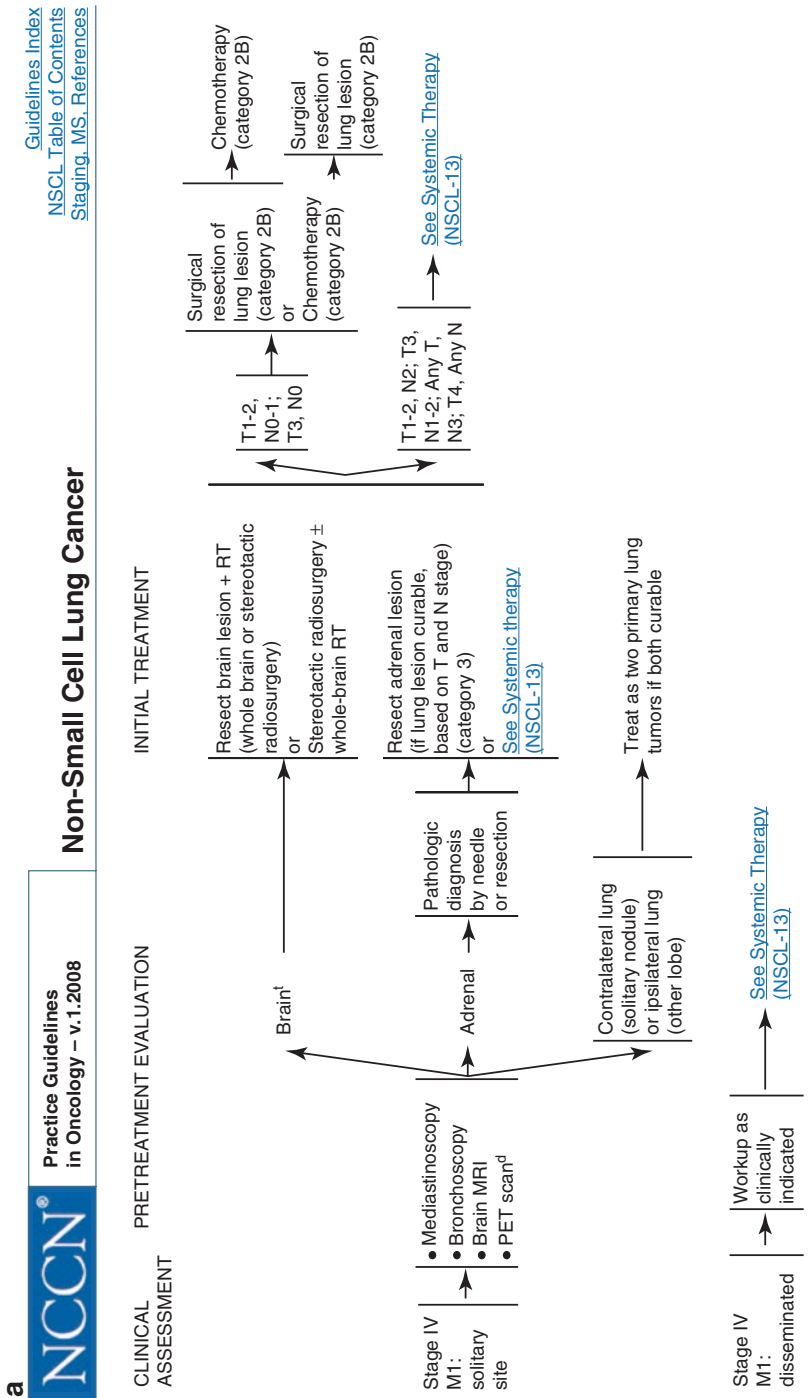 a
NCCN®
Practice Guidelines
in Oncology – v.1.2008
Non-Small Cell Lung Cancer
Guidelines Index
NSCL Table of Contents
Staging, MS, References
CLINICAL
ASSESSMENT
PRETREATMENT EVALUATION
INITIAL TREATMENT
Stage IV
M1:
solitary
site
• Mediastinoscopy
• Bronchoscopy
• Brain MRI
• PET scanᵈ
Brainᵗ
Resect brain lesion + RT
(whole brain or stereotactic
radiosurgery)
or
Stereotactic radiosurgery ±
whole-brain RT
Adrenal
Pathologic
diagnosis
by needle
or resection
Resect adrenal lesion
(if lung lesion curable,
based on T and N stage)
(category 3)
or
See Systemic therapy
(NSCL-13)
T1-2,
N0-1;
T3, N0
Surgical
resection of
lung lesion
(category 2B)
or
Chemotherapy
(category 2B)
Chemotherapy
(category 2B)
Surgical
resection of
lung lesion
(category 2B)
T1-2, N2; T3,
N1-2; Any T,
N3; T4, Any N
See Systemic Therapy
(NSCL-13)
Contralateral lung
(solitary nodule)
or ipsilateral lung
(other lobe)
Treat as two primary lung
tumors if both curable
Stage IV
M1:
disseminated
Workup as
clinically
indicated
See Systemic Therapy
(NSCL-13)